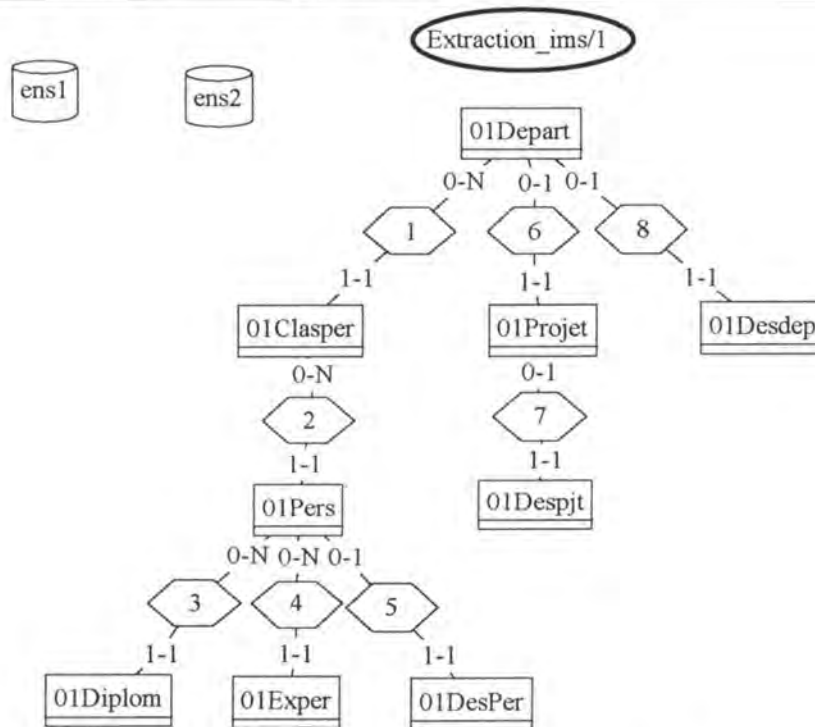 Extraction_ims/1
ens1 ens2
01Depart
0-N 0-1 0-1
1 6 8
1-1 1-1 1-1
01Clasper 01Projet 01Desdep
0-N 0-1
2 7
1-1 1-1
01Pers 01Despjt
0-N 0-N 0-1
3 4 5
1-1 1-1 1-1
01Diplom 01Exper 01DesPer